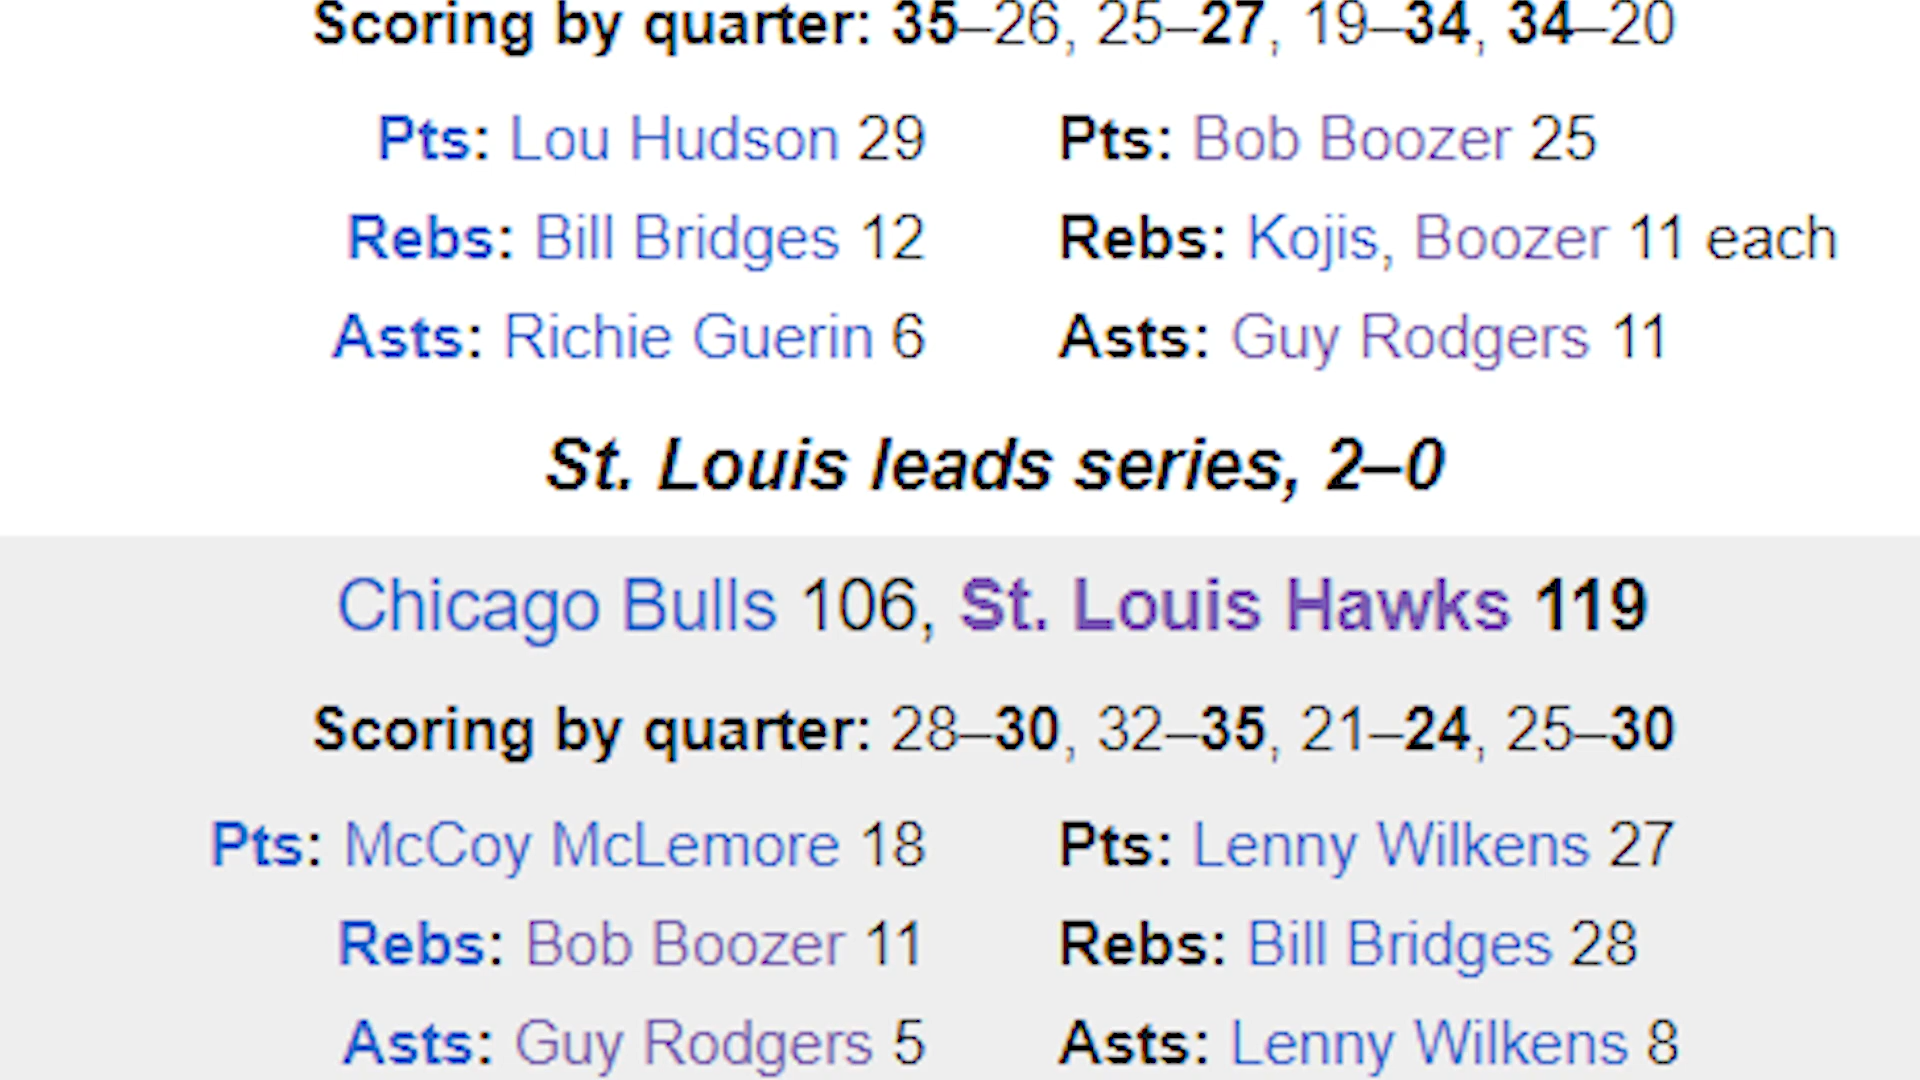 Scoring by quarter: 35–26, 25–27, 19–34, 34–20
Pts: Lou Hudson 29 Pts: Bob Boozer 25
Rebs: Bill Bridges 12 Rebs: Kojis, Boozer 11 each
Asts: Richie Guerin 6 Asts: Guy Rodgers 11
St. Louis leads series, 2–0
Chicago Bulls 106, St. Louis Hawks 119
Scoring by quarter: 28–30, 32–35, 21–24, 25–30
Pts: McCoy McLemore 18 Pts: Lenny Wilkens 27
Rebs: Bob Boozer 11 Rebs: Bill Bridges 28
Asts: Guy Rodgers 5 Asts: Lenny Wilkens 8